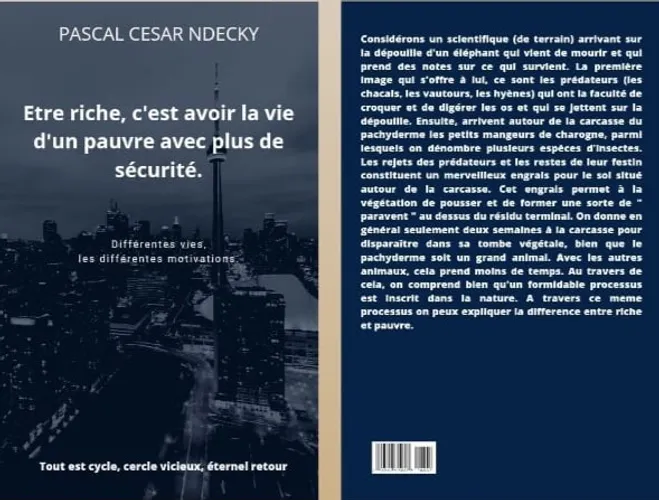 PASCAL CESAR NDECKY
Etre riche, c'est avoir la vie
d'un pauvre avec plus de
sécurité.
Différentes vies,
les différentes motivations
Tout est cycle, cercle vicieux, éternel retour
Considérons un scientifique (de terrain) arrivant sur
la dépouille d'un éléphant qui vient de mourir et qui
prend des notes sur ce qui survient. La première
image qui s'offre à lui, ce sont les prédateurs (les
chacals, les vautours, les hyènes) qui ont la faculté de
croquer et de digérer les os et qui se jettent sur la
dépouille. Ensuite, arrivent autour de la carcasse du
pachyderme les petits mangeurs de charogne, parmi
lesquels on dénombre plusieurs espèces d'insectes.
Les rejets des prédateurs et les restes de leur festin
constituent un merveilleux engrais pour le sol situé
autour de la carcasse. Cet engrais permet à la
végétation de pousser et de former une sorte de "
paravent " au dessus du résidu terminal. On donne en
général seulement deux semaines à la carcasse pour
disparaître dans sa tombe végétale, bien que le
pachyderme soit un grand animal. Avec les autres
animaux, cela prend moins de temps. Au travers de
cela, on comprend bien qu'un formidable processus
est inscrit dans la nature. A travers ce meme
processus on peux expliquer la difference entre riche
et pauvre.